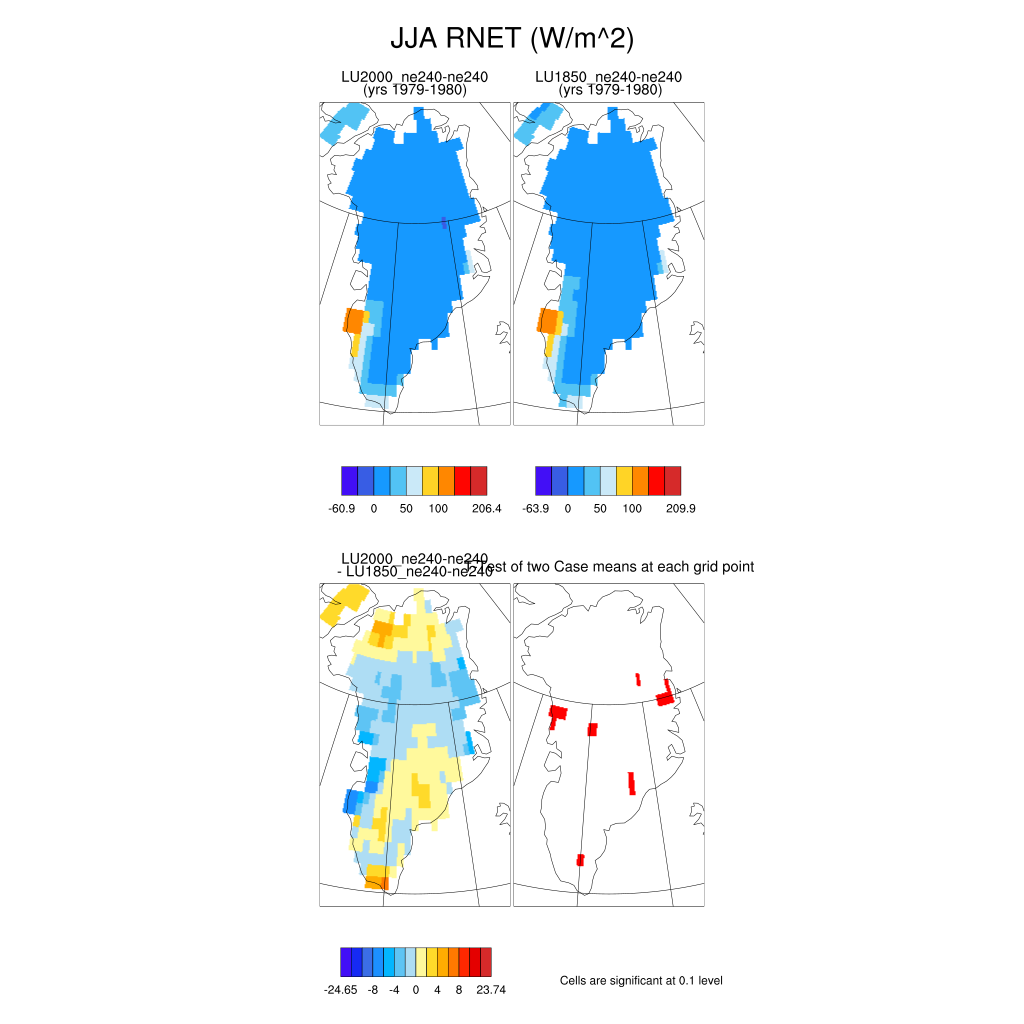 JJA RNET (W/m^2)
LU2000_ne240-ne240
(yrs 1979-1980)
LU1850_ne240-ne240
(yrs 1979-1980)
-60.9 0 50 100 206.4
-63.9 0 50 100 209.9
LU2000_ne240-ne240
- LU1850_ne240-ne240
T-Test of two Case means at each grid point
-24.65 -8 -4 0 4 8 23.74
Cells are significant at 0.1 level